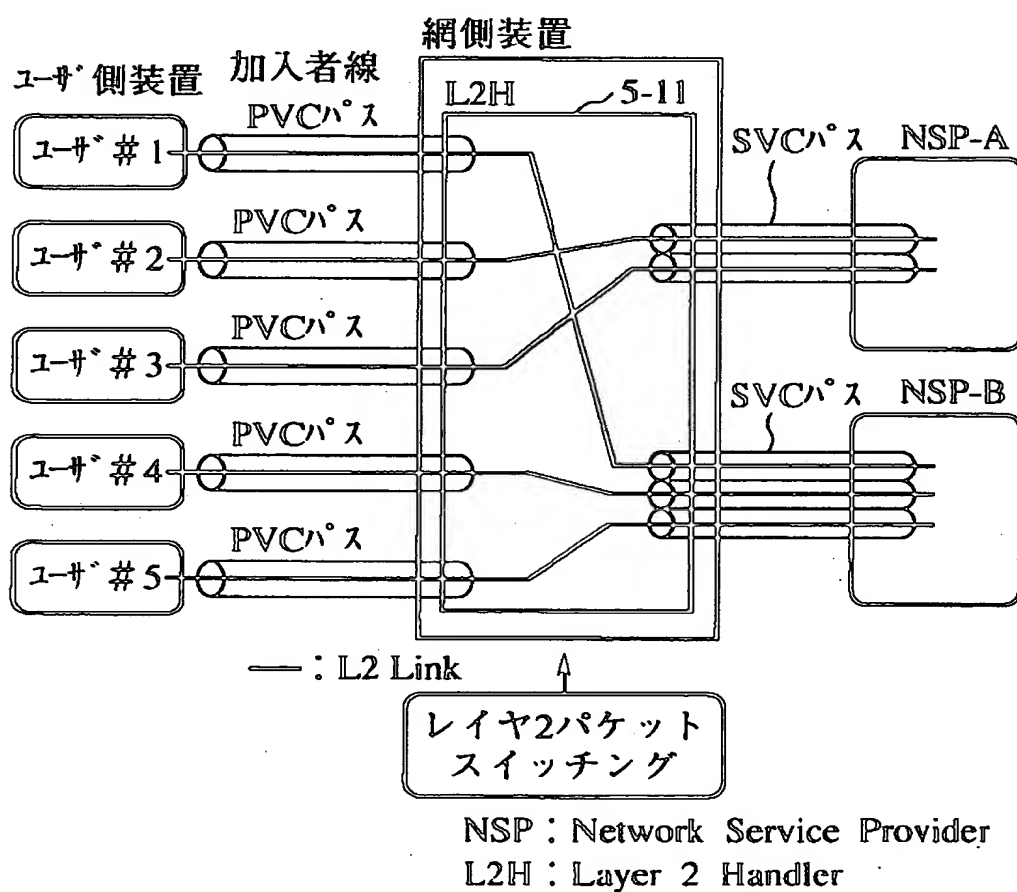 網側装置
ユーザ側装置
加入者線
L2H
5-11
ユーザ#1
PVCパス
SVCパス
NSP-A
ユーザ#2
PVCパス
ユーザ#3
PVCパス
SVCパス
NSP-B
ユーザ#4
PVCパス
ユーザ#5
PVCパス
: L2 Link
レイヤ2パケット
スイッチング
NSP : Network Service Provider
L2H : Layer 2 Handler